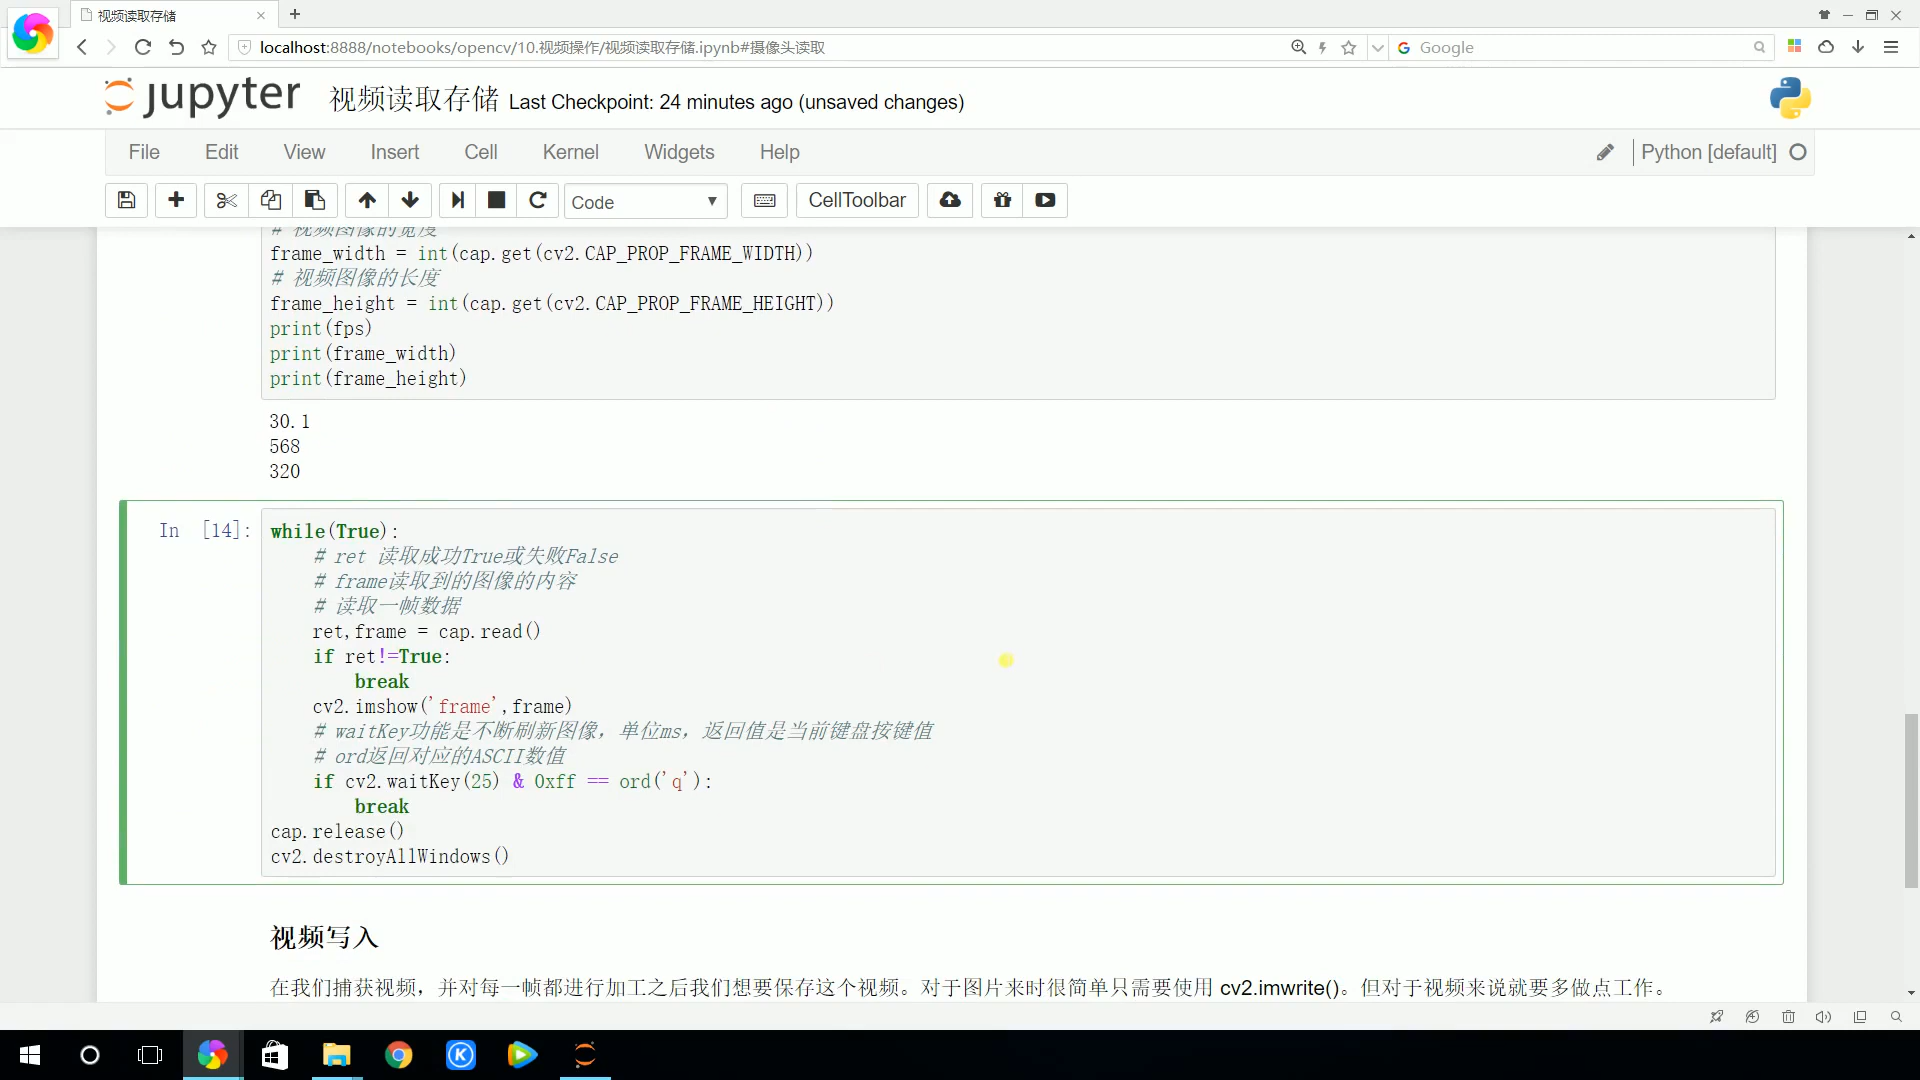 视频读取存储
localhost:8888/notebooks/opencv/10.视频操作/视频读取存储.ipynb#摄像头读取
Google
jupyter 视频读取存储 Last Checkpoint: 24 minutes ago (unsaved changes)
File Edit View Insert Cell Kernel Widgets Help Python [default]
Code CellToolbar
# 视频图像的宽度
frame_width = int(cap.get(cv2.CAP_PROP_FRAME_WIDTH))
# 视频图像的长度
frame_height = int(cap.get(cv2.CAP_PROP_FRAME_HEIGHT))
print(fps)
print(frame_width)
print(frame_height)
30.1
568
320
In [14]: while(True):
# ret 读取成功True或失败False
# frame读取到的图像的内容
# 读取一帧数据
ret,frame = cap.read()
if ret!=True:
break
cv2.imshow('frame',frame)
# waitKey功能是不断刷新图像，单位ms，返回值是当前键盘按键值
# ord返回对应的ASCII数值
if cv2.waitKey(25) & 0xff == ord('q'):
break
cap.release()
cv2.destroyAllWindows()
视频写入
在我们捕获视频，并对每一帧都进行加工之后我们想要保存这个视频。对于图片来时很简单只需要使用 cv2.imwrite()。但对于视频来说就要多做点工作。